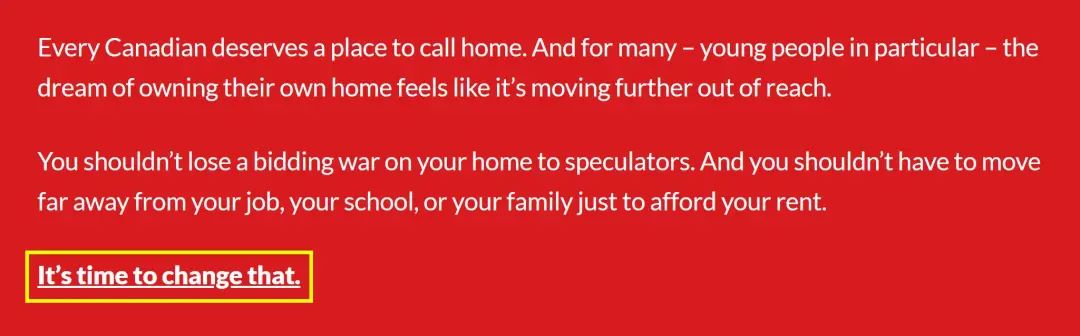 Every Canadian deserves a place to call home. And for many – young people in particular – the
dream of owning their own home feels like it’s moving further out of reach.
You shouldn’t lose a bidding war on your home to speculators. And you shouldn’t have to move
far away from your job, your school, or your family just to afford your rent.
It’s time to change that.